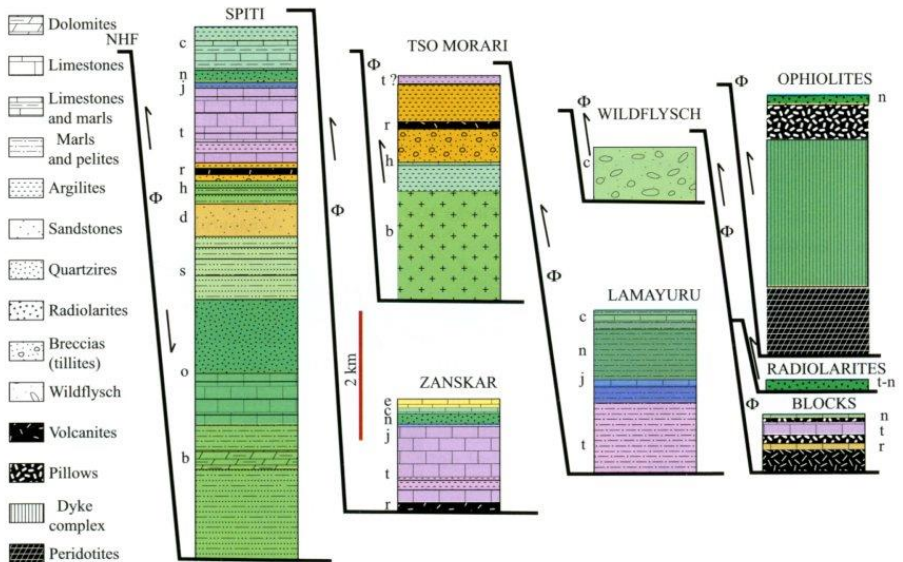 Dolomites
Limestones
Limestones
and marls
Marls
and pelites
Argilites
Sandstones
Quartzires
Radiolarites
Breccias
(tillites)
Wildflysch
Volcanites
Pillows
Dyke
complex
Peridotites
NHF
Φ
SPITI
c
n
j
t
r
h
d
s
o
b
Φ
2 km
TSO MORARI
Φ
t ?
r
h
b
ZANSKAR
e
c
n
j
t
r
Φ
WILDFLYSCH
Φ
c
LAMAYURU
c
n
j
t
Φ
OPHIOLITES
Φ
n
RADIOLARITES
t-n
BLOCKS
Φ
n
t
r